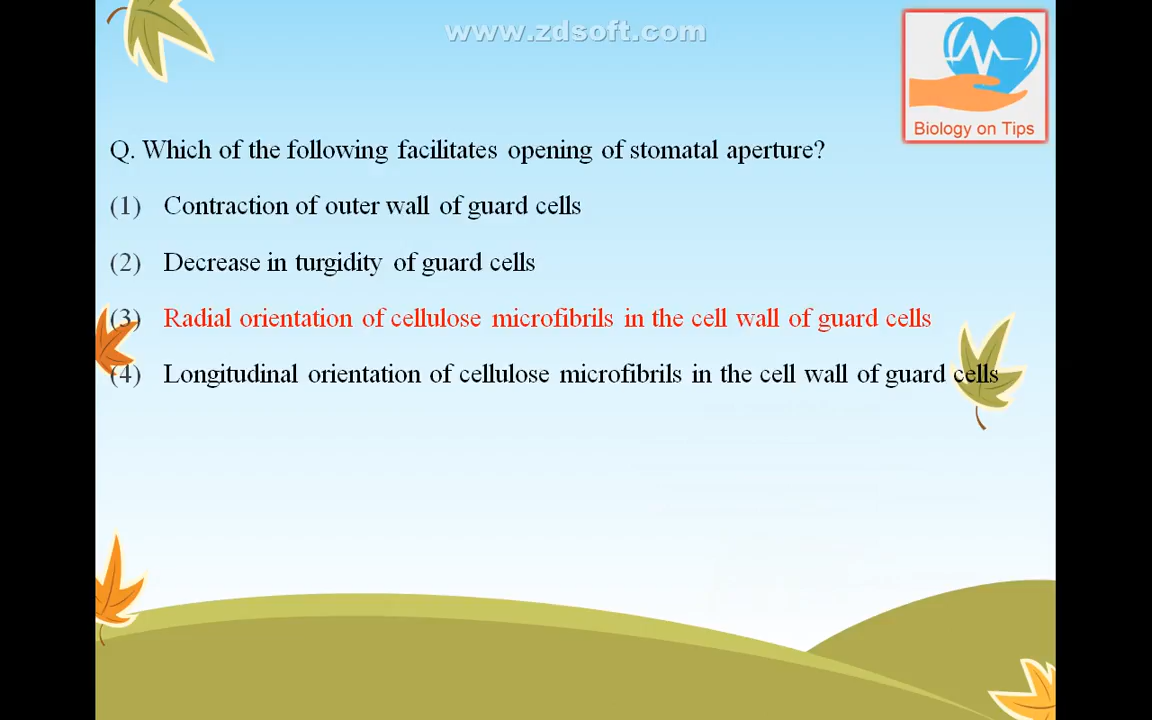 www.zdsoft.com
Biology on Tips
Q. Which of the following facilitates opening of stomatal aperture?
(1) Contraction of outer wall of guard cells
(2) Decrease in turgidity of guard cells
(3) Radial orientation of cellulose microfibrils in the cell wall of guard cells
(4) Longitudinal orientation of cellulose microfibrils in the cell wall of guard cells